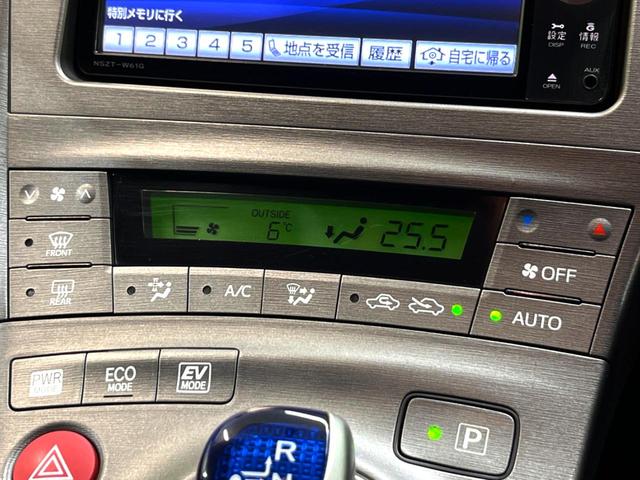 特別メモリに行く
1 2 3 4 5 地点を受信 履歴 自宅に帰る
NSZT-W61G
設定 情報
DISP REC
AUX
OPEN
OUTSIDE
6℃ 25.5
FRONT
OFF
REAR
A/C
AUTO
PWR MODE
ECO MODE
EV MODE
P
R
N